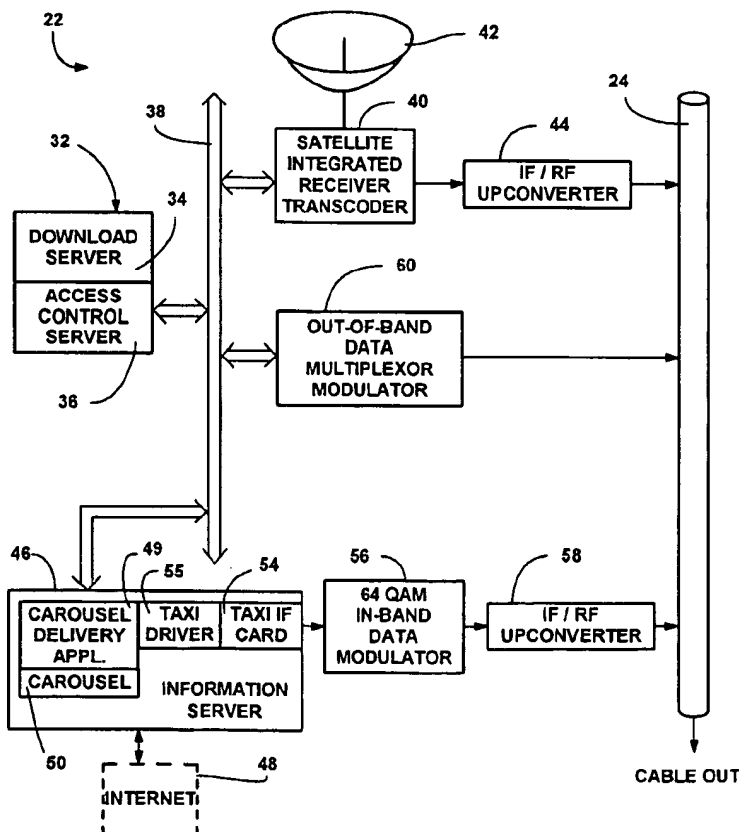 22
42
38
40
24
SATELLITE
INTEGRATED
RECEIVER
TRANSCODER
44
IF / RF
UPCONVERTER
32
34
DOWNLOAD
SERVER
ACCESS
CONTROL
SERVER
36
60
OUT-OF-BAND
DATA
MULTIPLEXOR
MODULATOR
46
49
55
54
CAROUSEL
DELIVERY
APPL.
TAXI
DRIVER
TAXI IF
CARD
CAROUSEL
INFORMATION
SERVER
50
56
64 QAM
IN-BAND
DATA
MODULATOR
58
IF / RF
UPCONVERTER
48
INTERNET
CABLE OUT